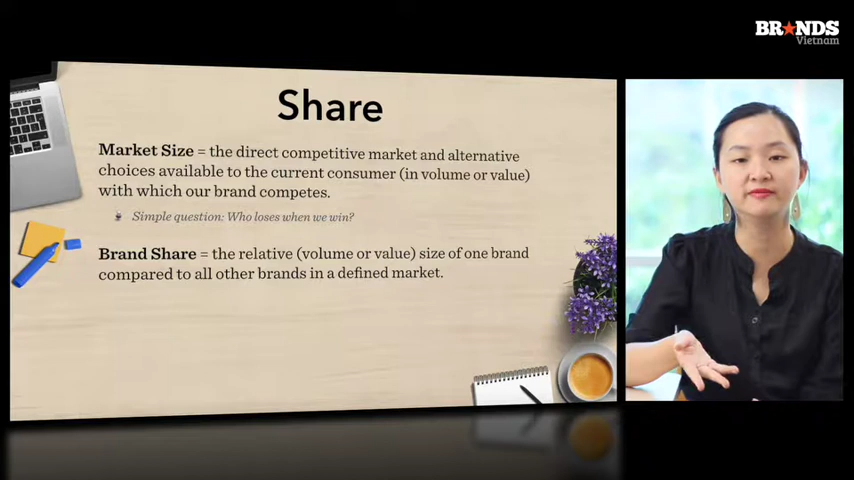 BRANDS
Vietnam
Share
Market Size = the direct competitive market and alternative
choices available to the current consumer (in volume or value)
with which our brand competes.
Simple question: Who loses when we win?
Brand Share = the relative (volume or value) size of one brand
compared to all other brands in a defined market.